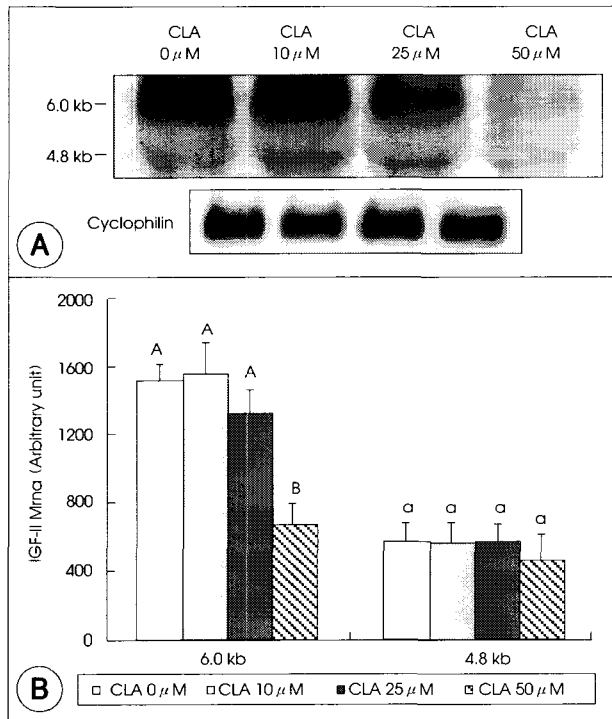 CLA CLA CLA CLA
0 μM 10 μM 25 μM 50 μM
6.0 kb
4.8 kb
Cyclophilin
A
2000
1600
1200
800
400
0
IGF-II Mrna (Arbitrary unit)
A A A B
a a a a
6.0 kb 4.8 kb
B
CLA 0 μM CLA 10 μM CLA 25 μM CLA 50 μM